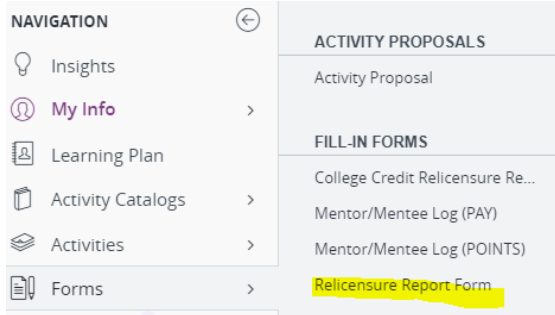 NAVIGATION
Insights
My Info
Learning Plan
Activity Catalogs
Activities
Forms
ACTIVITY PROPOSALS
Activity Proposal
FILL-IN FORMS
College Credit Relicensure Re...
Mentor/Mentee Log (PAY)
Mentor/Mentee Log (POINTS)
Relicensure Report Form